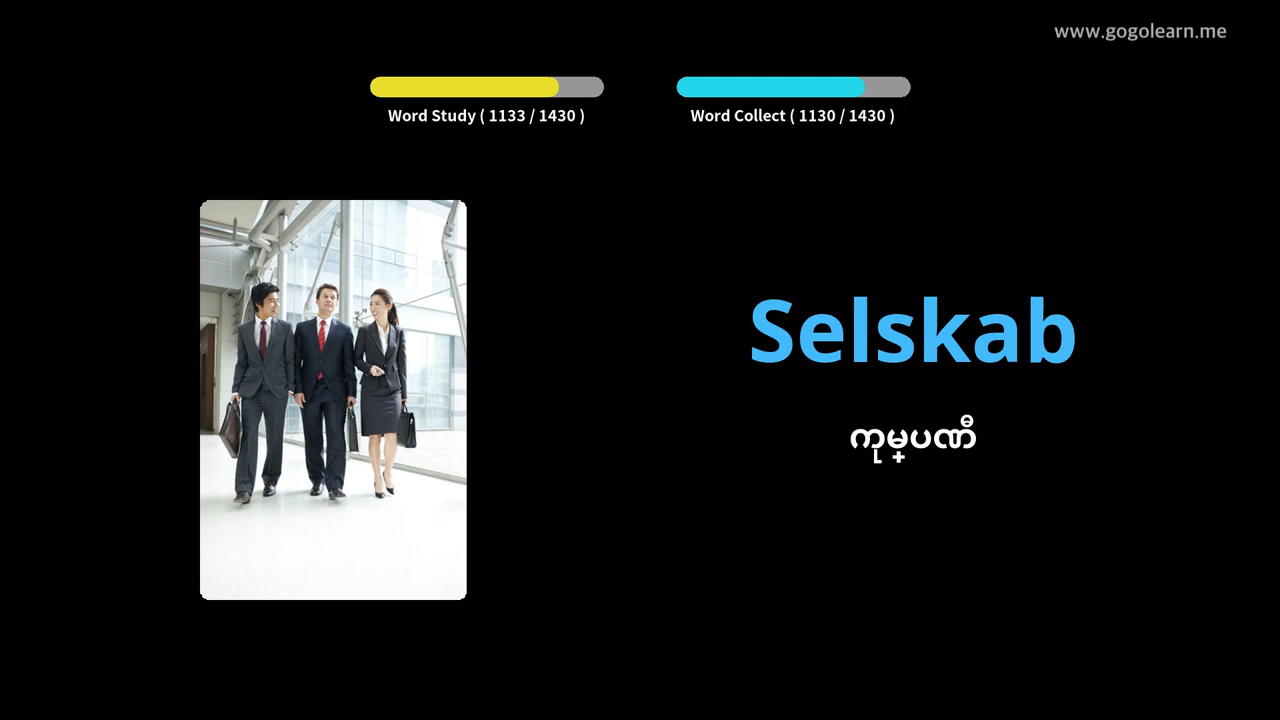 www.gogolearn.me
Word Study ( 1133 / 1430 )
Word Collect ( 1130 / 1430 )
Selskab
ကုမ္ပဏီ